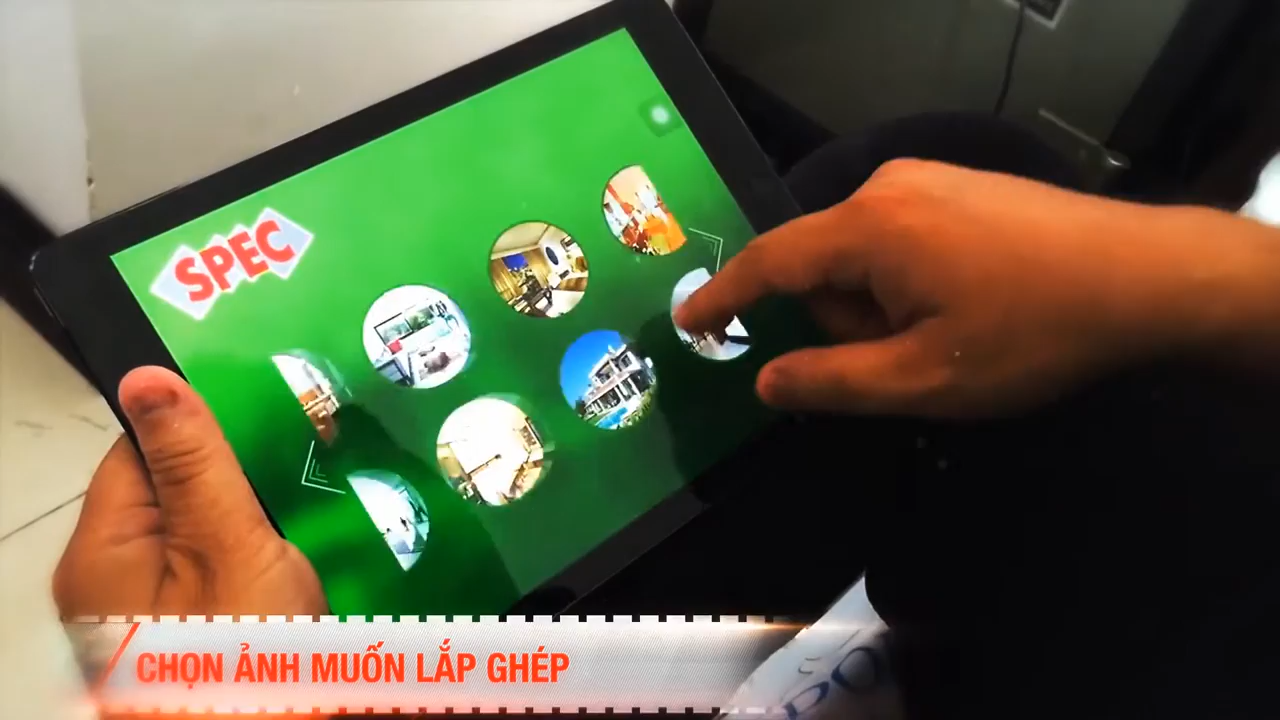 SPEC
CHỌN ẢNH MUỐN LẮP GHÉP